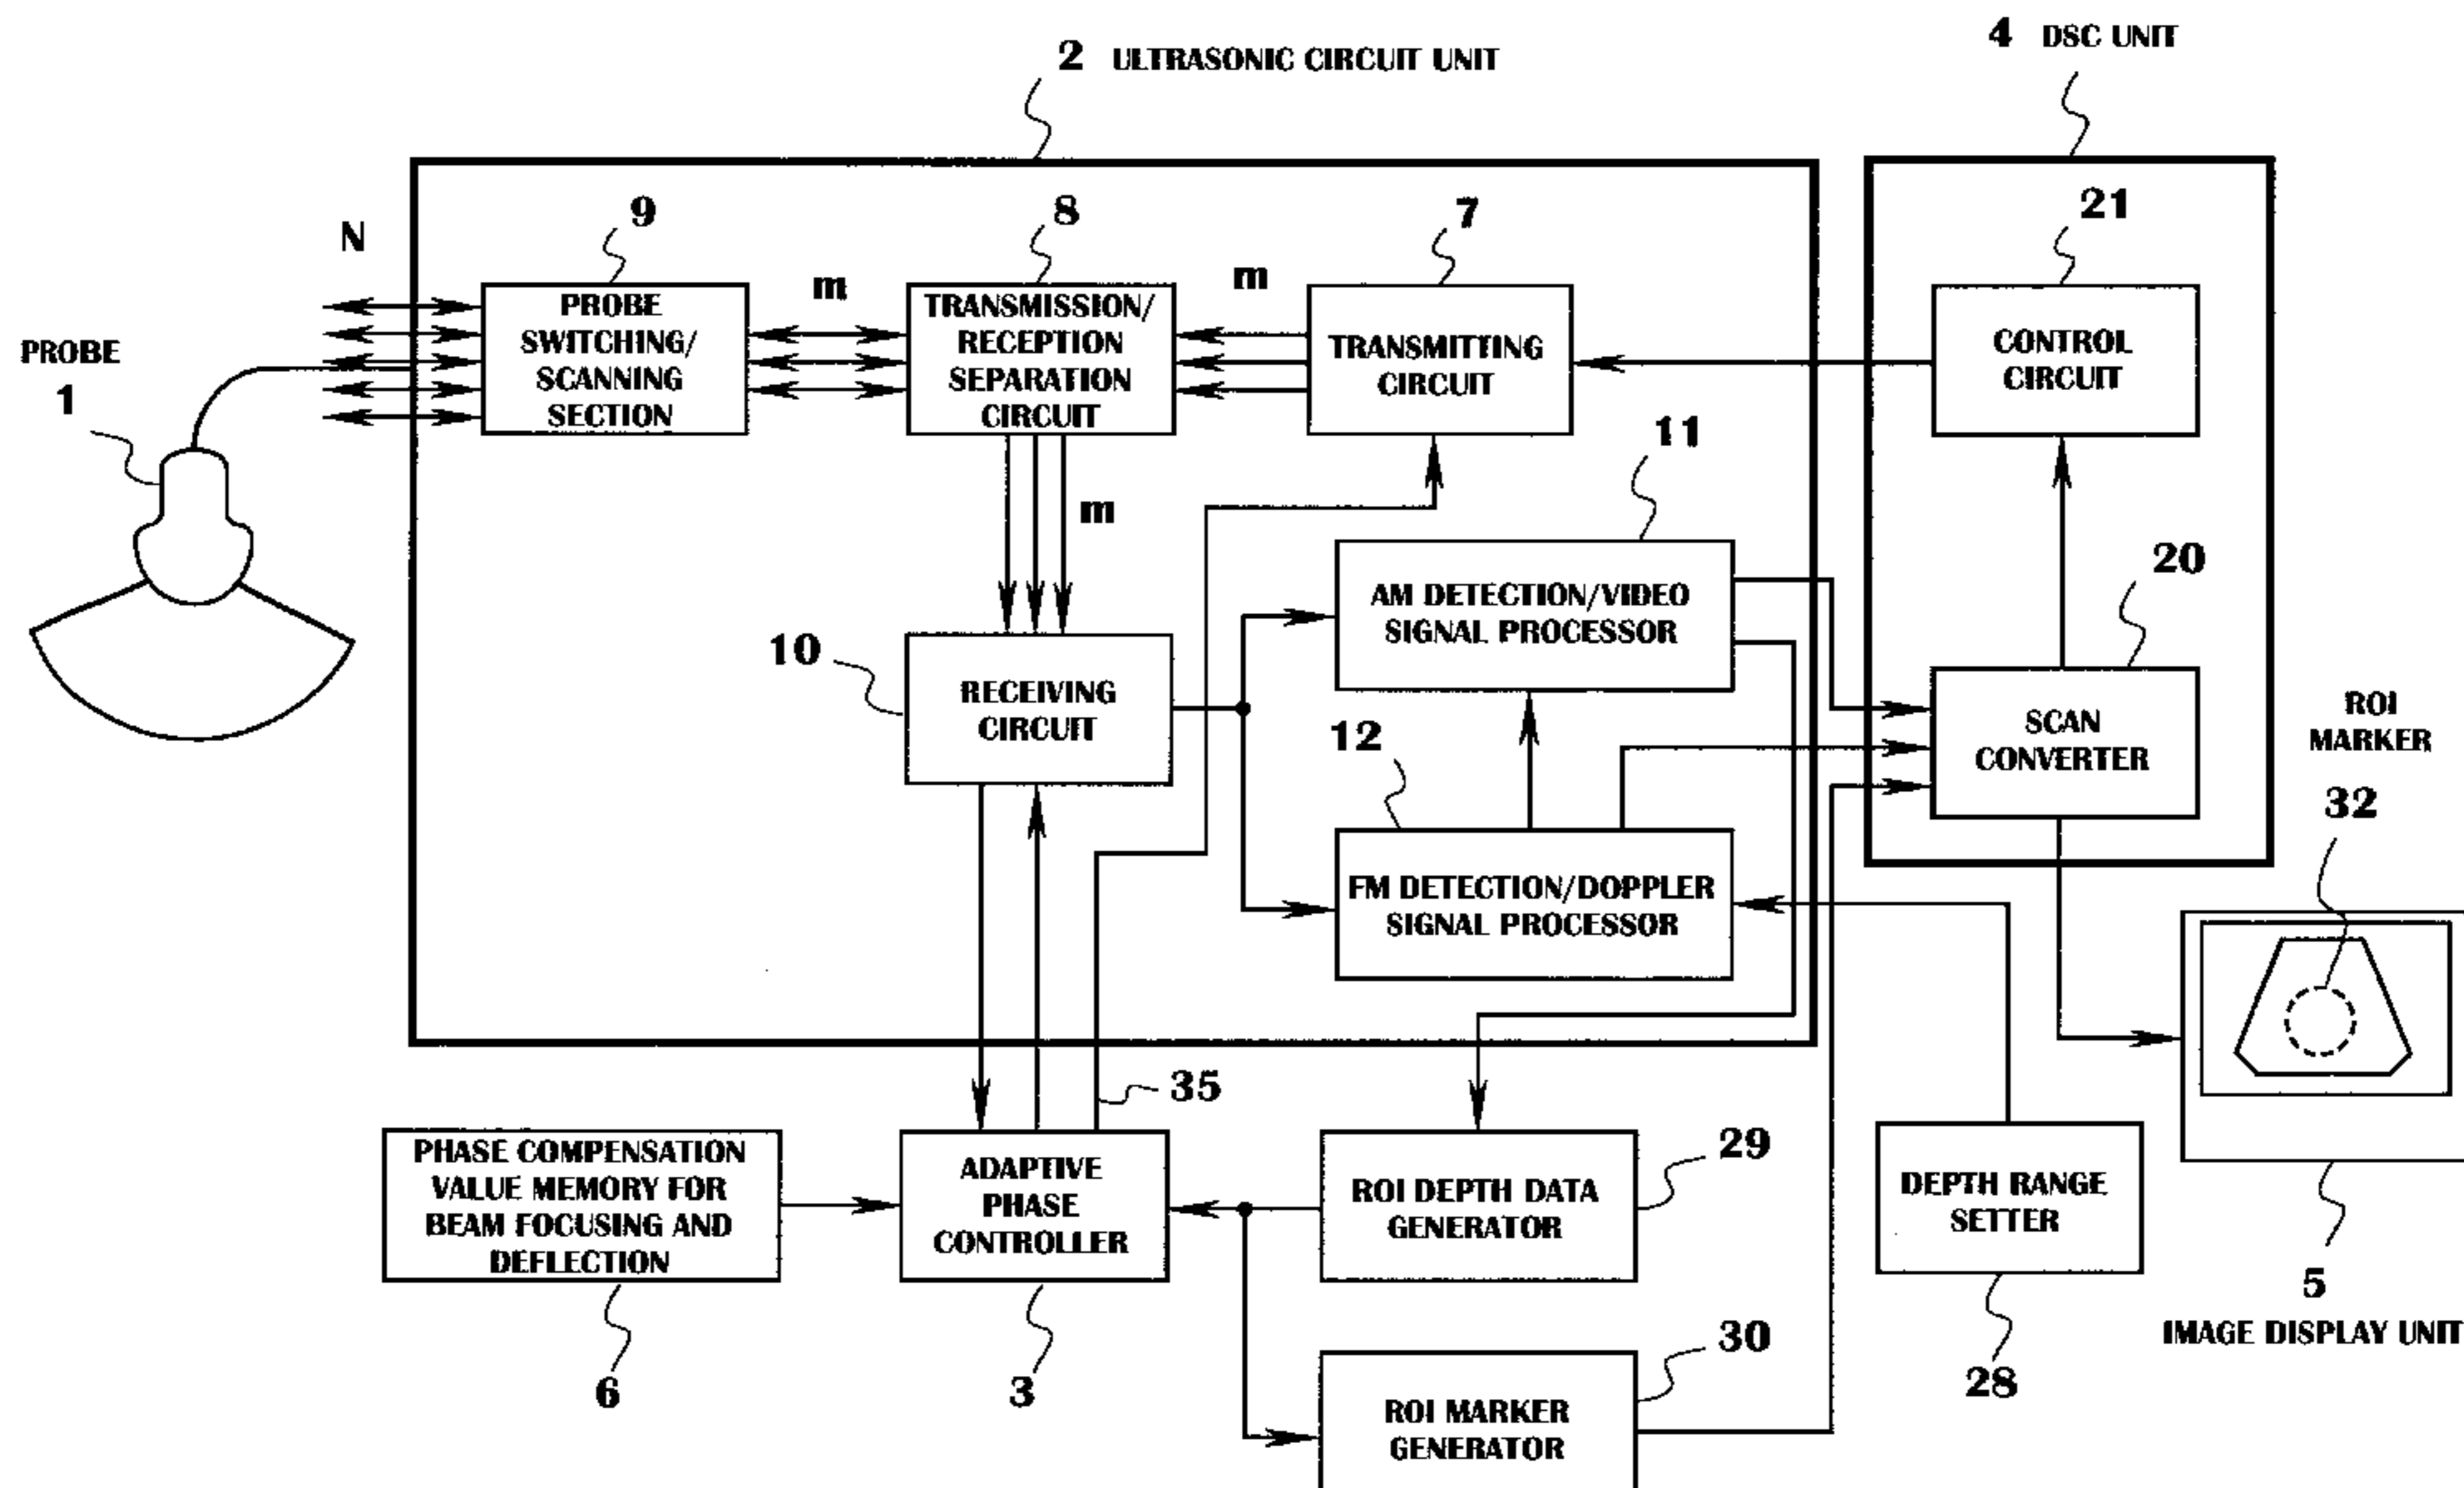 2 ULTRASONIC CIRCUIT UNIT
4 DSC UNIT
N
9
8
7
21
m
m
PROBE
1
PROBE
SWITCHING/
SCANNING
SECTION
TRANSMISSION/
RECEPTION
SEPARATION
CIRCUIT
TRANSMITTING
CIRCUIT
CONTROL
CIRCUIT
m
11
20
10
RECEIVING
CIRCUIT
AM DETECTION/VIDEO
SIGNAL PROCESSOR
SCAN
CONVERTER
ROI
MARKER
32
12
FM DETECTION/DOPPLER
SIGNAL PROCESSOR
35
29
PHASE COMPENSATION
VALUE MEMORY FOR
BEAM FOCUSING AND
DEFLECTION
ADAPTIVE
PHASE
CONTROLLER
ROI DEPTH DATA
GENERATOR
DEPTH RANGE
SETTER
5
IMAGE DISPLAY UNIT
6
3
30
28
ROI MARKER
GENERATOR